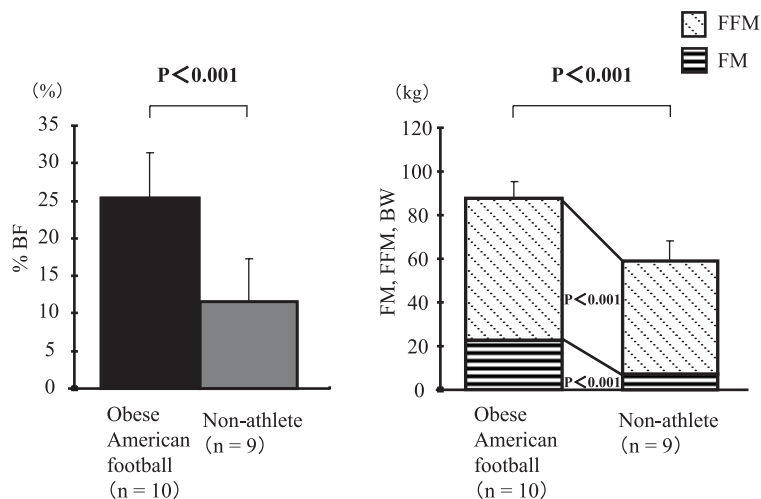 FFM
FM
P<0.001
(%)
35
30
25
20
15
10
5
0
% BF
Obese
American
football
(n = 10)
Non-athlete
(n = 9)
P<0.001
(kg)
120
100
80
60
40
20
0
FM, FFM, BW
P<0.001
P<0.001
Obese
American
football
(n = 10)
Non-athlete
(n = 9)